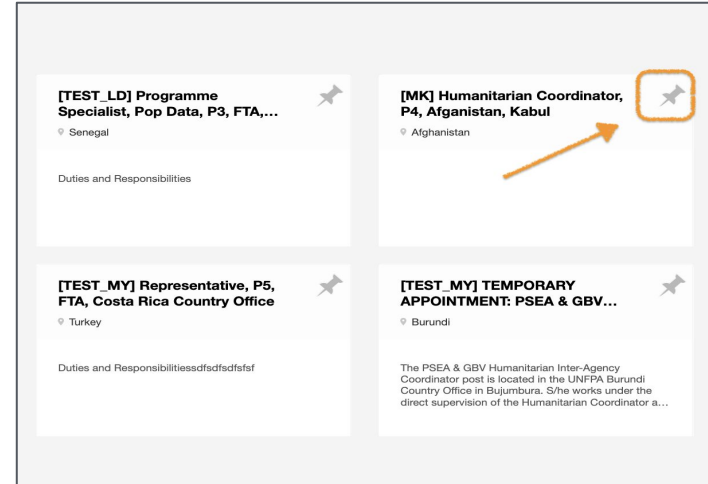 [TEST_LD] Programme
Specialist, Pop Data, P3, FTA,...
Senegal
Duties and Responsibilities
[MK] Humanitarian Coordinator,
P4, Afganistan, Kabul
Afghanistan
[TEST_MY] Representative, P5,
FTA, Costa Rica Country Office
Turkey
Duties and Responsibilitiessdfsdfsdfsfsf
[TEST_MY] TEMPORARY
APPOINTMENT: PSEA & GBV...
Burundi
The PSEA & GBV Humanitarian Inter-Agency
Coordinator post is located in the UNFPA Burundi
Country Office in Bujumbura. S/he works under the
direct supervision of the Humanitarian Coordinator a...